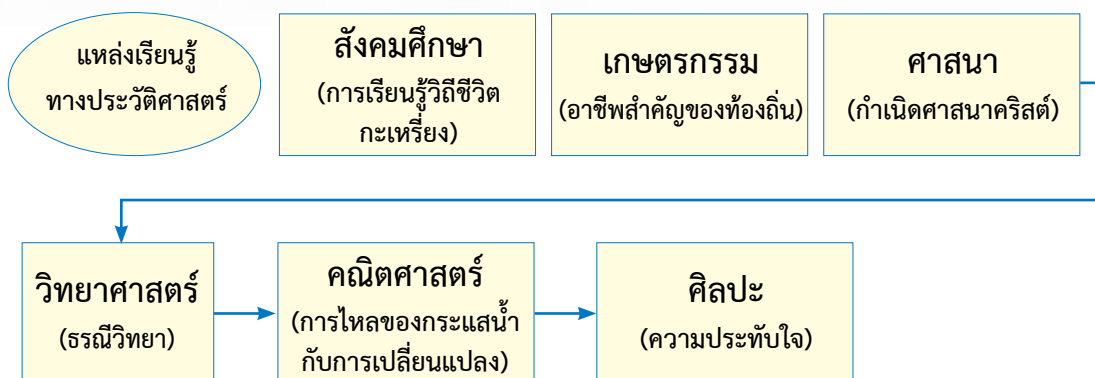 แหล่งเรียนรู้
ทางประวัติศาสตร์
สังคมศึกษา
(การเรียนรู้วิถีชีวิต
กะเหรี่ยง)
เกษตรกรรม
(อาชีพสำคัญของท้องถิ่น)
ศาสนา
(กำเนิดศาสนาคริสต์)
วิทยาศาสตร์
(ธรณีวิทยา)
คณิตศาสตร์
(การไหลของกระแสน้ำ
กับการเปลี่ยนแปลง)
ศิลปะ
(ความประทับใจ)